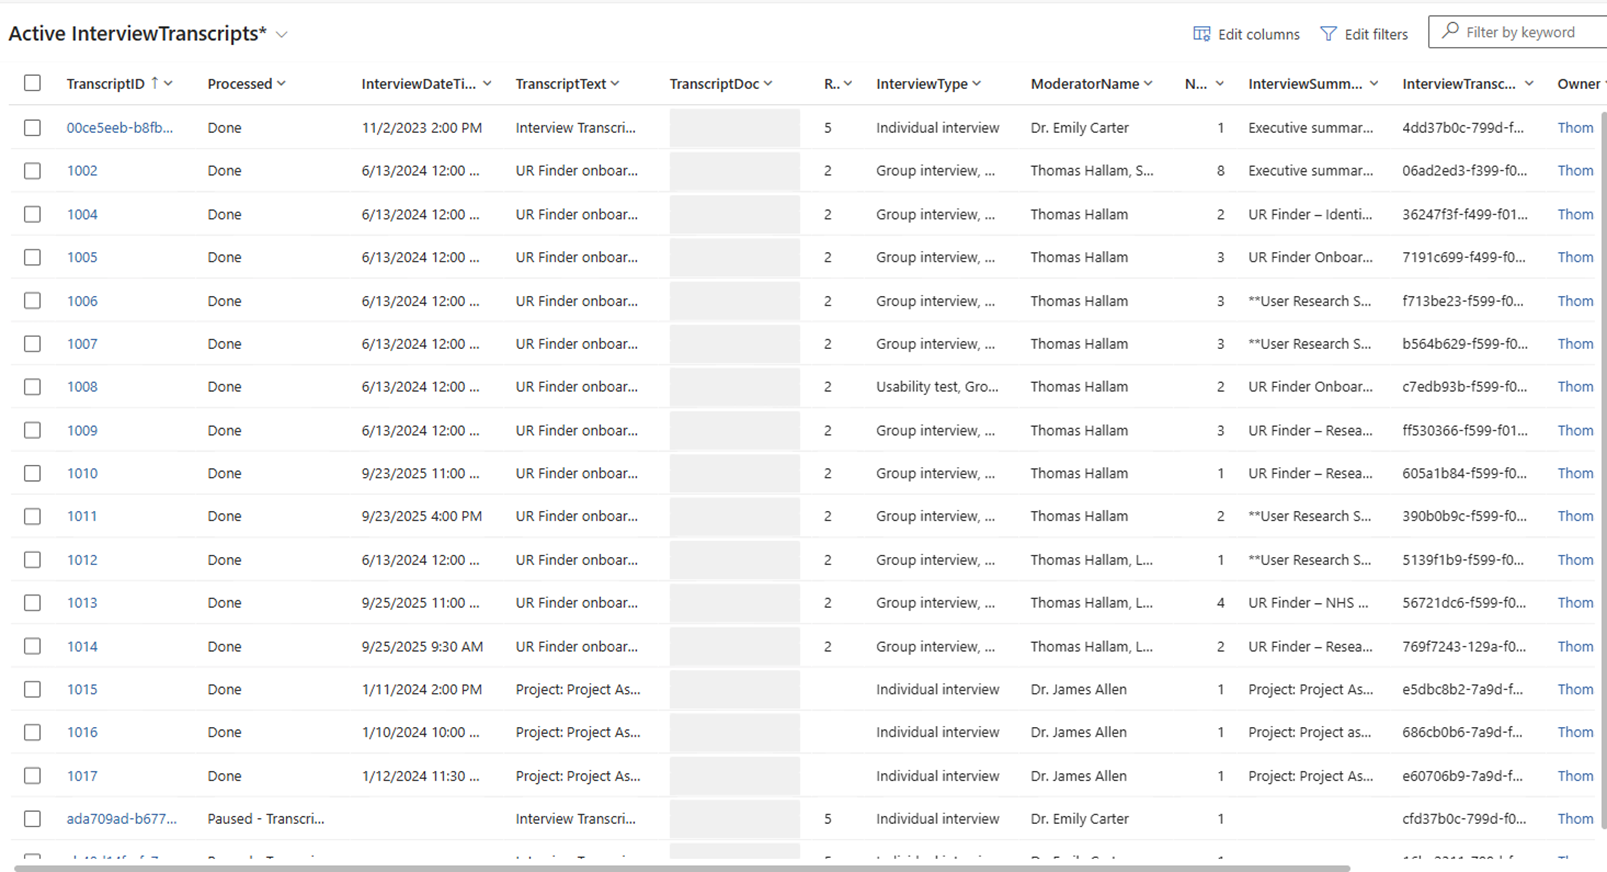 Active InterviewTranscripts*
Edit columns
Edit filters
Filter by keyword
TranscriptID Processed InterviewDateTi... TranscriptText TranscriptDoc R.. InterviewType ModeratorName N... InterviewSumm... InterviewTransc... Owner
00ce5eeb-b8fb... Done 11/2/2023 2:00 PM Interview Transcri... 5 Individual interview Dr. Emily Carter 1 Executive summar... 4dd37b0c-799d-f... Thom
1002 Done 6/13/2024 12:00 ... UR Finder onboar... 2 Group interview, ... Thomas Hallam, S... 8 Executive summar... 06ad2ed3-f399-f0... Thom
1004 Done 6/13/2024 12:00 ... UR Finder onboar... 2 Group interview, ... Thomas Hallam 2 UR Finder – Identi... 36247f3f-f499-f01... Thom
1005 Done 6/13/2024 12:00 ... UR Finder onboar... 2 Group interview, ... Thomas Hallam 3 UR Finder Onboar... 7191c699-f499-f0... Thom
1006 Done 6/13/2024 12:00 ... UR Finder onboar... 2 Group interview, ... Thomas Hallam 3 **User Research S... f713be23-f599-f0... Thom
1007 Done 6/13/2024 12:00 ... UR Finder onboar... 2 Group interview, ... Thomas Hallam 3 **User Research S... b564b629-f599-f0... Thom
1008 Done 6/13/2024 12:00 ... UR Finder onboar... 2 Usability test, Gro... Thomas Hallam 2 UR Finder Onboar... c7edb93b-f599-f0... Thom
1009 Done 6/13/2024 12:00 ... UR Finder onboar... 2 Group interview, ... Thomas Hallam 3 UR Finder – Resea... ff530366-f599-f01... Thom
1010 Done 9/23/2025 11:00 ... UR Finder onboar... 2 Group interview, ... Thomas Hallam 1 UR Finder – Resea... 605a1b84-f599-f0... Thom
1011 Done 9/23/2025 4:00 PM UR Finder onboar... 2 Group interview, ... Thomas Hallam 2 **User Research S... 390b0b9c-f599-f0... Thom
1012 Done 6/13/2024 12:00 ... UR Finder onboar... 2 Group interview, ... Thomas Hallam, L... 1 **User Research S... 5139f1b9-f599-f0... Thom
1013 Done 9/25/2025 11:00 ... UR Finder onboar... 2 Group interview, ... Thomas Hallam, L... 4 UR Finder – NHS ... 56721dc6-f599-f0... Thom
1014 Done 9/25/2025 9:30 AM UR Finder onboar... 2 Group interview, ... Thomas Hallam, L... 2 UR Finder – Resea... 769f7243-129a-f0... Thom
1015 Done 1/11/2024 2:00 PM Project: Project As... Individual interview Dr. James Allen 1 Project: Project As... e5dbc8b2-7a9d-f... Thom
1016 Done 1/10/2024 10:00 ... Project: Project As... Individual interview Dr. James Allen 1 Project: Project as... 686cb0b6-7a9d-f... Thom
1017 Done 1/12/2024 11:30 ... Project: Project As... Individual interview Dr. James Allen 1 Project: Project As... e60706b9-7a9d-f... Thom
ada709ad-b677... Paused - Transcri... Interview Transcri... 5 Individual interview Dr. Emily Carter 1 cfd37b0c-799d-f0... Thom